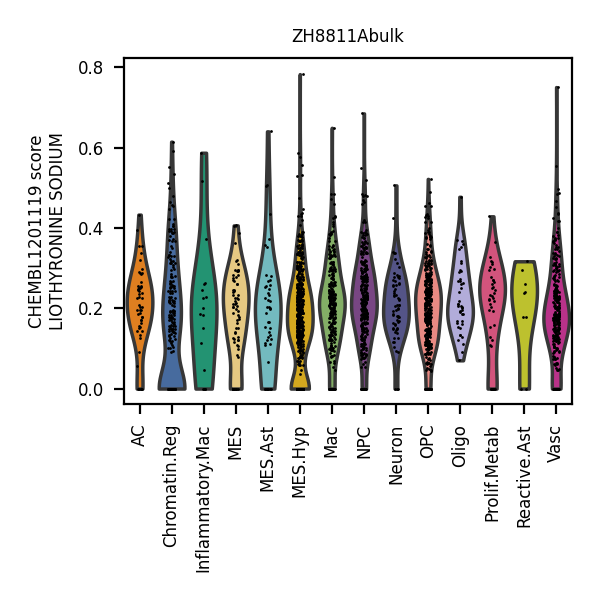 ZH8811Abulk
CHEMBL1201119 score
LIOTHYRONINE SODIUM
0.8
0.6
0.4
0.2
0.0
AC
Chromatin.Reg
Inflammatory.Mac
MES
MES.Ast
MES.Hyp
Mac
NPC
Neuron
OPC
Oligo
Prolif.Metab
Reactive.Ast
Vasc